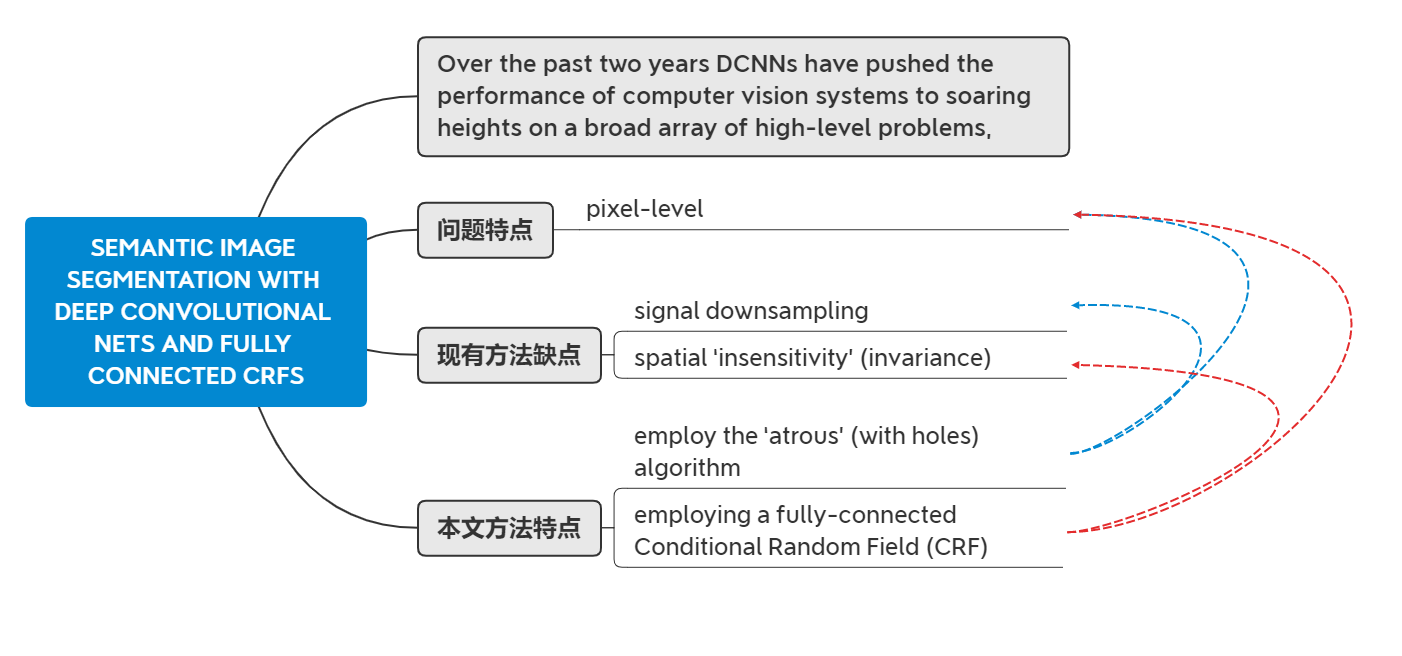 SEMANTIC IMAGE
SEGMENTATION WITH
DEEP CONVOLUTIONAL
NETS AND FULLY
CONNECTED CRFS
Over the past two years DCNNs have pushed the
performance of computer vision systems to soaring
heights on a broad array of high-level problems,
问题特点
pixel-level
现有方法缺点
signal downsampling
spatial 'insensitivity' (invariance)
本文方法特点
employ the 'atrous' (with holes)
algorithm
employing a fully-connected
Conditional Random Field (CRF)